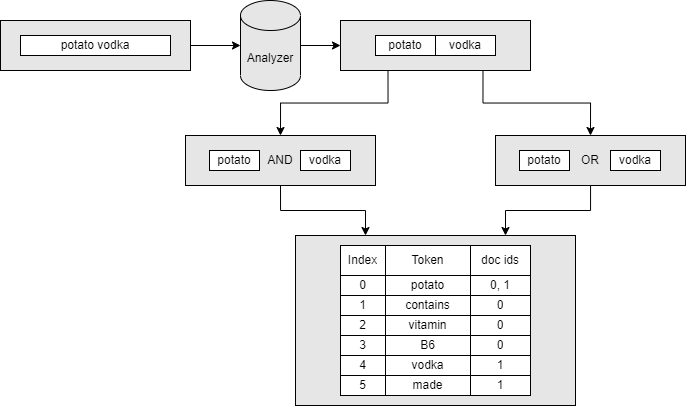 potato vodka
Analyzer
potato vodka
potato AND vodka
potato OR vodka
Index Token doc ids
0 potato 0, 1
1 contains 0
2 vitamin 0
3 B6 0
4 vodka 1
5 made 1